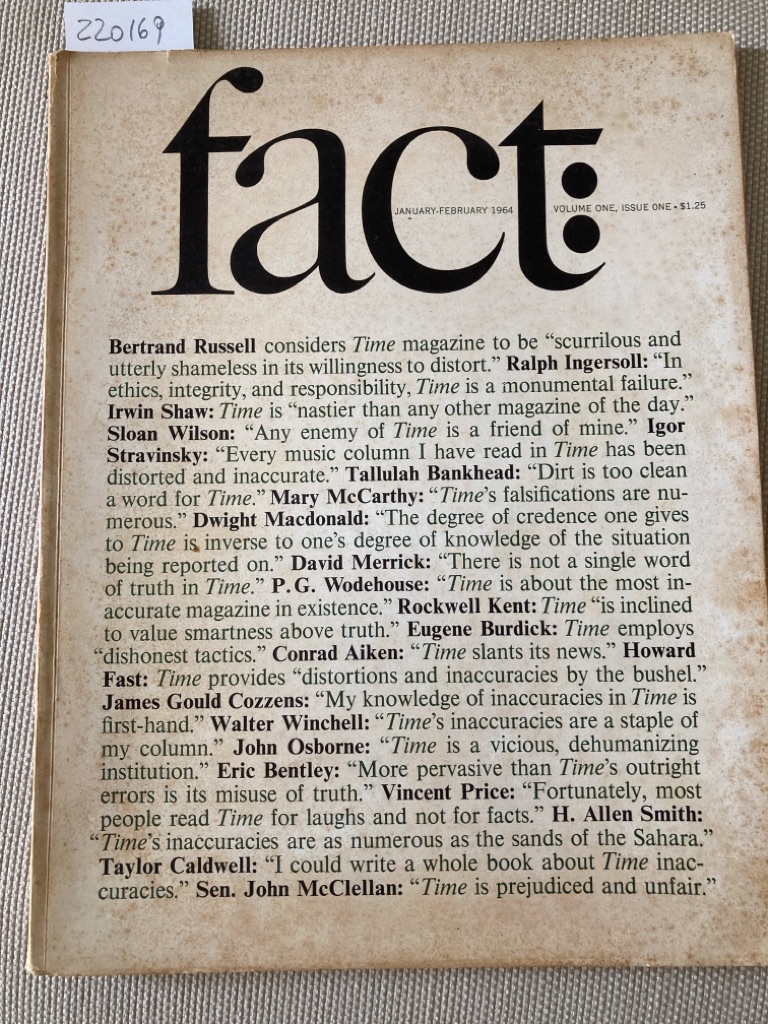 220169
fact:
JANUARY-FEBRUARY 1964 VOLUME ONE, ISSUE ONE • $1.25
Bertrand Russell considers Time magazine to be “scurrilous and
utterly shameless in its willingness to distort.” Ralph Ingersoll: “In
ethics, integrity, and responsibility, Time is a monumental failure.”
Irwin Shaw: Time is “nastier than any other magazine of the day.”
Sloan Wilson: “Any enemy of Time is a friend of mine.” Igor
Stravinsky: “Every music column I have read in Time has been
distorted and inaccurate.” Tallulah Bankhead: “Dirt is too clean
a word for Time.” Mary McCarthy: “Time’s falsifications are nu-
merous.” Dwight Macdonald: “The degree of credence one gives
to Time is inverse to one’s degree of knowledge of the situation
being reported on.” David Merrick: “There is not a single word
of truth in Time.” P.G. Wodehouse: “Time is about the most in-
accurate magazine in existence.” Rockwell Kent: Time “is inclined
to value smartness above truth.” Eugene Burdick: Time employs
“dishonest tactics.” Conrad Aiken: “Time slants its news.” Howard
Fast: Time provides “distortions and inaccuracies by the bushel.”
James Gould Cozzens: “My knowledge of inaccuracies in Time is
first-hand.” Walter Winchell: “Time’s inaccuracies are a staple of
my column.” John Osborne: “Time is a vicious, dehumanizing
institution.” Eric Bentley: “More pervasive than Time’s outright
errors is its misuse of truth.” Vincent Price: “Fortunately, most
people read Time for laughs and not for facts.” H. Allen Smith:
“Time’s inaccuracies are as numerous as the sands of the Sahara.”
Taylor Caldwell: “I could write a whole book about Time inac-
curacies.” Sen. John McClellan: “Time is prejudiced and unfair.”